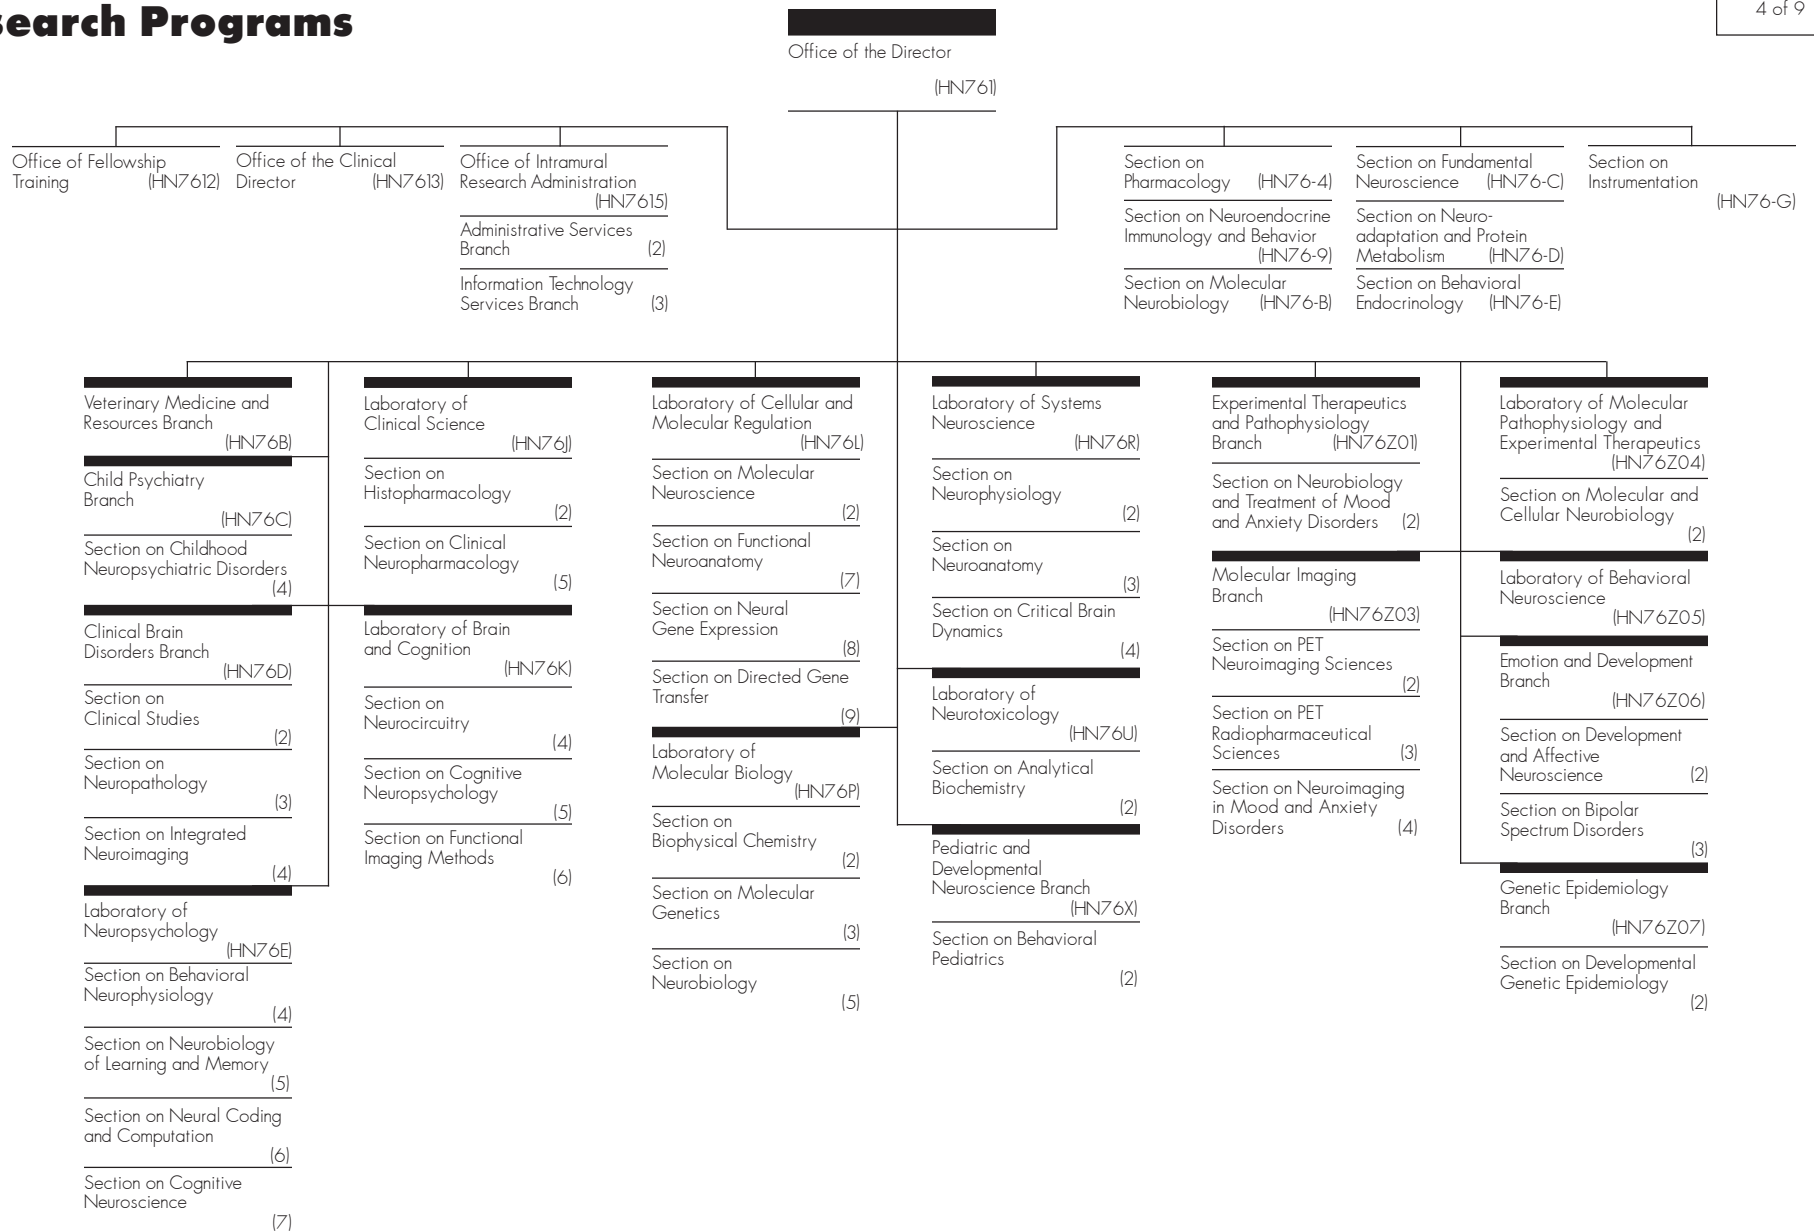 search Programs
4 of 9
Office of the Director
(HN761)
Office of Fellowship
Training (HN7612)
Office of the Clinical
Director (HN7613)
Office of Intramural
Research Administration
(HN7615)
Administrative Services
Branch (2)
Information Technology
Services Branch (3)
Section on
Pharmacology (HN76-4)
Section on Neuroendocrine
Immunology and Behavior
(HN76-9)
Section on Molecular
Neurobiology (HN76-B)
Section on Fundamental
Neuroscience (HN76-C)
Section on Neuro-
adaptation and Protein
Metabolism (HN76-D)
Section on Behavioral
Endocrinology (HN76-E)
Section on
Instrumentation
(HN76-G)
Veterinary Medicine and
Resources Branch
(HN76B)
Child Psychiatry
Branch
(HN76C)
Section on Childhood
Neuropsychiatric Disorders
(4)
Clinical Brain
Disorders Branch
(HN76D)
Section on
Clinical Studies
(2)
Section on
Neuropathology
(3)
Section on Integrated
Neuroimaging
(4)
Laboratory of
Neuropsychology
(HN76E)
Section on Behavioral
Neurophysiology
(4)
Section on Neurobiology
of Learning and Memory
(5)
Section on Neural Coding
and Computation
(6)
Section on Cognitive
Neuroscience
(7)
Laboratory of
Clinical Science
(HN76J)
Section on
Histopharmacology
(2)
Section on Clinical
Neuropharmacology
(5)
Laboratory of Brain
and Cognition
(HN76K)
Section on
Neurocircuitry
(4)
Section on Cognitive
Neuropsychology
(5)
Section on Functional
Imaging Methods
(6)
Laboratory of Cellular and
Molecular Regulation
(HN76L)
Section on Molecular
Neuroscience
(2)
Section on Functional
Neuroanatomy
(7)
Section on Neural
Gene Expression
(8)
Section on Directed Gene
Transfer
(9)
Laboratory of
Molecular Biology
(HN76P)
Section on
Biophysical Chemistry
(2)
Section on Molecular
Genetics
(3)
Section on
Neurobiology
(5)
Laboratory of Systems
Neuroscience
(HN76R)
Section on
Neurophysiology
(2)
Section on
Neuroanatomy
(3)
Section on Critical Brain
Dynamics
(4)
Laboratory of
Neurotoxicology
(HN76U)
Section on Analytical
Biochemistry
(2)
Pediatric and
Developmental
Neuroscience Branch
(HN76X)
Section on Behavioral
Pediatrics
(2)
Experimental Therapeutics
and Pathophysiology
Branch (HN76Z01)
Section on Neurobiology
and Treatment of Mood
and Anxiety Disorders (2)
Molecular Imaging
Branch
(HN76Z03)
Section on PET
Neuroimaging Sciences
(2)
Section on PET
Radiopharmaceutical
Sciences (3)
Section on Neuroimaging
in Mood and Anxiety
Disorders (4)
Laboratory of Molecular
Pathophysiology and
Experimental Therapeutics
(HN76Z04)
Section on Molecular and
Cellular Neurobiology
(2)
Laboratory of Behavioral
Neuroscience
(HN76Z05)
Emotion and Development
Branch
(HN76Z06)
Section on Development
and Affective
Neuroscience (2)
Section on Bipolar
Spectrum Disorders
(3)
Genetic Epidemiology
Branch
(HN76Z07)
Section on Developmental
Genetic Epidemiology
(2)